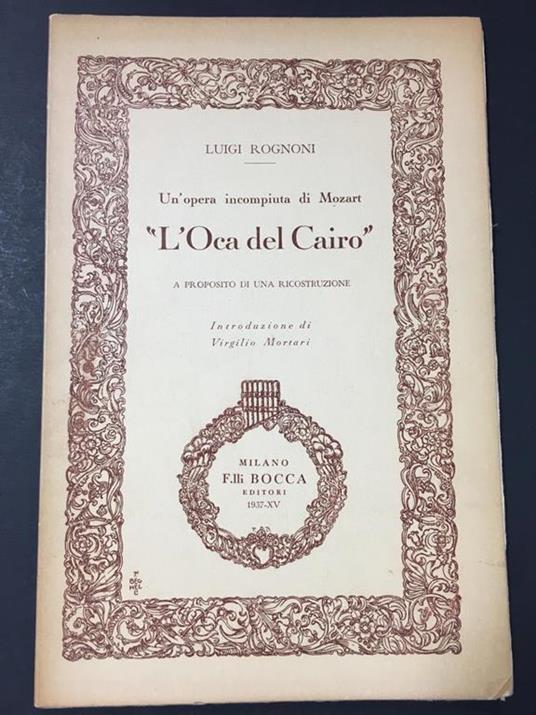 LUIGI ROGNONI
Un'opera incompiuta di Mozart
"L'Oca del Cairo"
A PROPOSITO DI UNA RICOSTRUZIONE
Introduzione di
Virgilio Mortari
MILANO
F.lli BOCCA
EDITORI
1937-XV